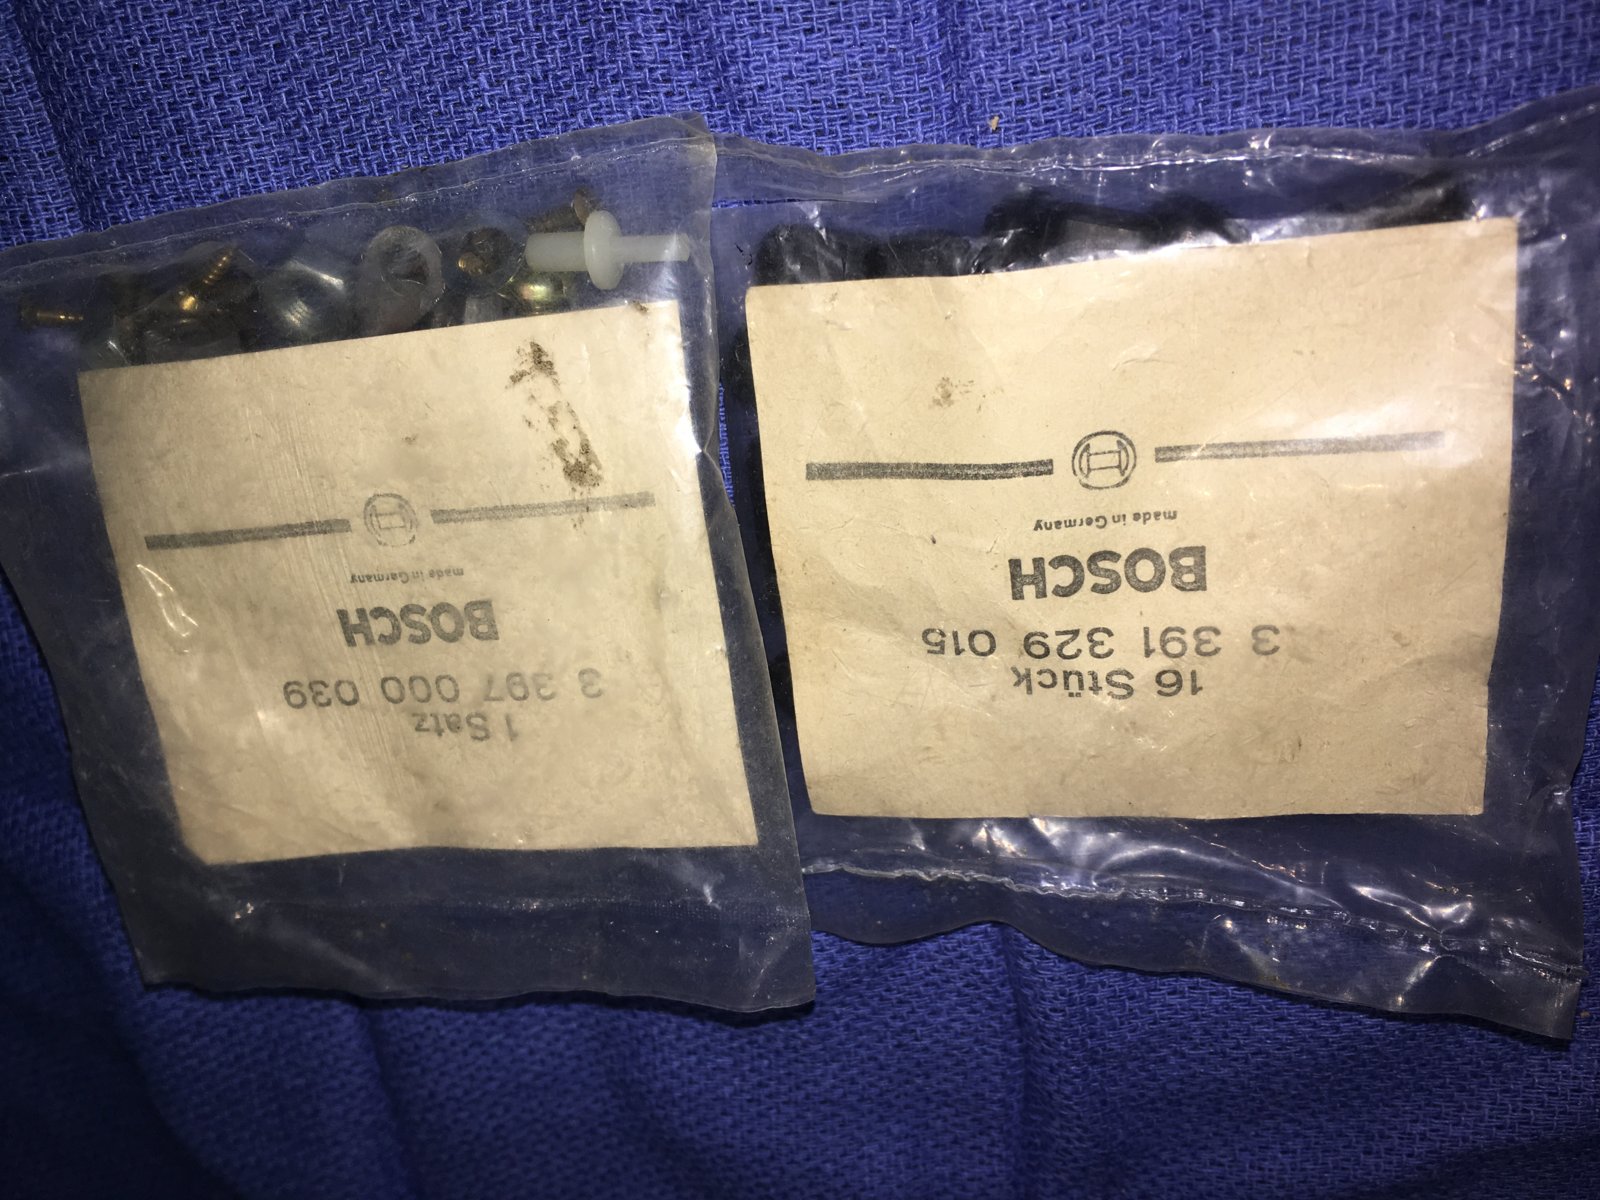 made in Germany
BOSCH
3 397 000 039
1 Satz
made in Germany
BOSCH
3 391 329 015
16 Stück